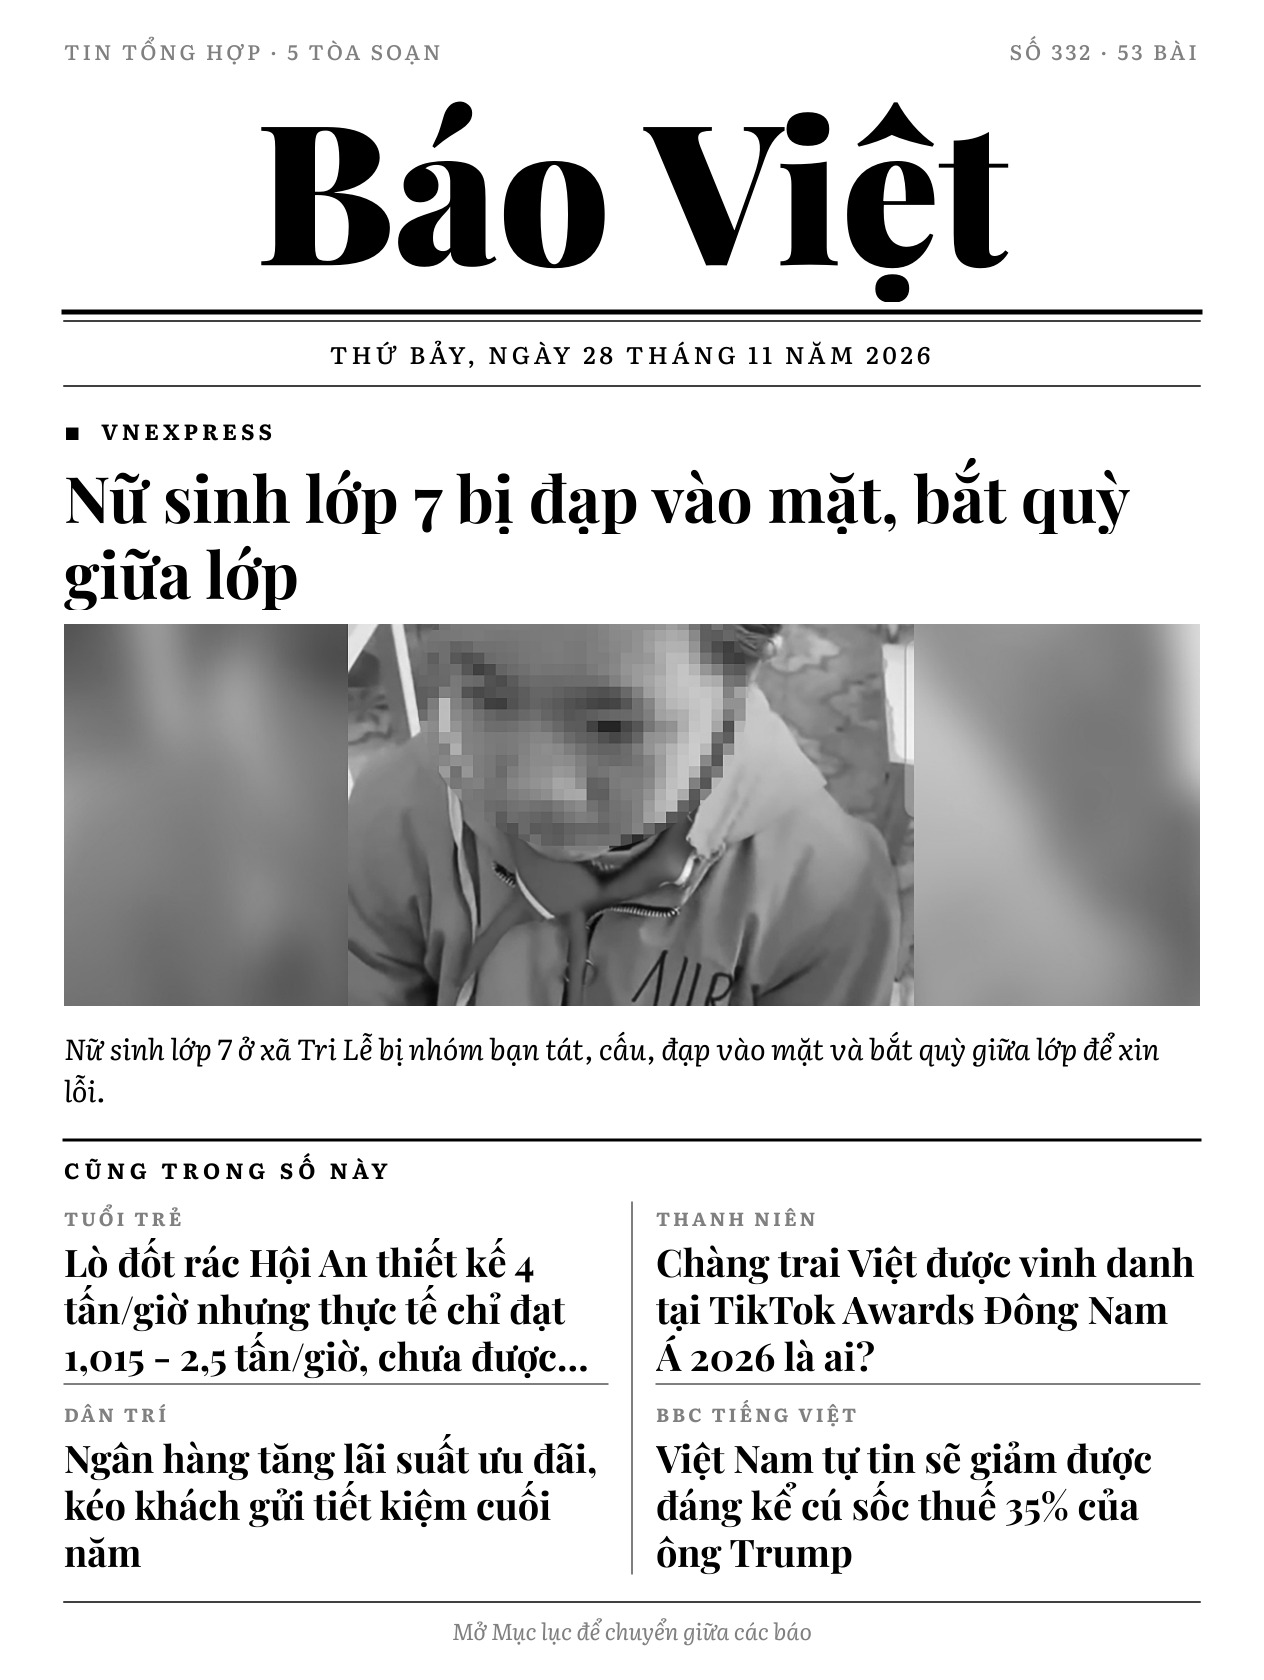 TIN TỔNG HỢP · 5 TÒA SOẠN
SỐ 332 · 53 BÀI
Báo Việt
THỨ BẢY, NGÀY 28 THÁNG 11 NĂM 2026
■ VNEXPRESS
Nữ sinh lớp 7 bị đạp vào mặt, bắt quỳ
giữa lớp
Nữ sinh lớp 7 ở xã Tri Lễ bị nhóm bạn tát, cấu, đạp vào mặt và bắt quỳ giữa lớp để xin
lỗi.
CŨNG TRONG SỐ NÀY
TUỔI TRẺ
Lò đốt rác Hội An thiết kế 4
tấn/giờ nhưng thực tế chỉ đạt
1,015 - 2,5 tấn/giờ, chưa được...
THANH NIÊN
Chàng trai Việt được vinh danh
tại TikTok Awards Đông Nam
Á 2026 là ai?
DÂN TRÍ
Ngân hàng tăng lãi suất ưu đãi,
kéo khách gửi tiết kiệm cuối
năm
BBC TIẾNG VIỆT
Việt Nam tự tin sẽ giảm được
đáng kể cú sốc thuế 35% của
ông Trump
Mở Mục lục để chuyển giữa các báo